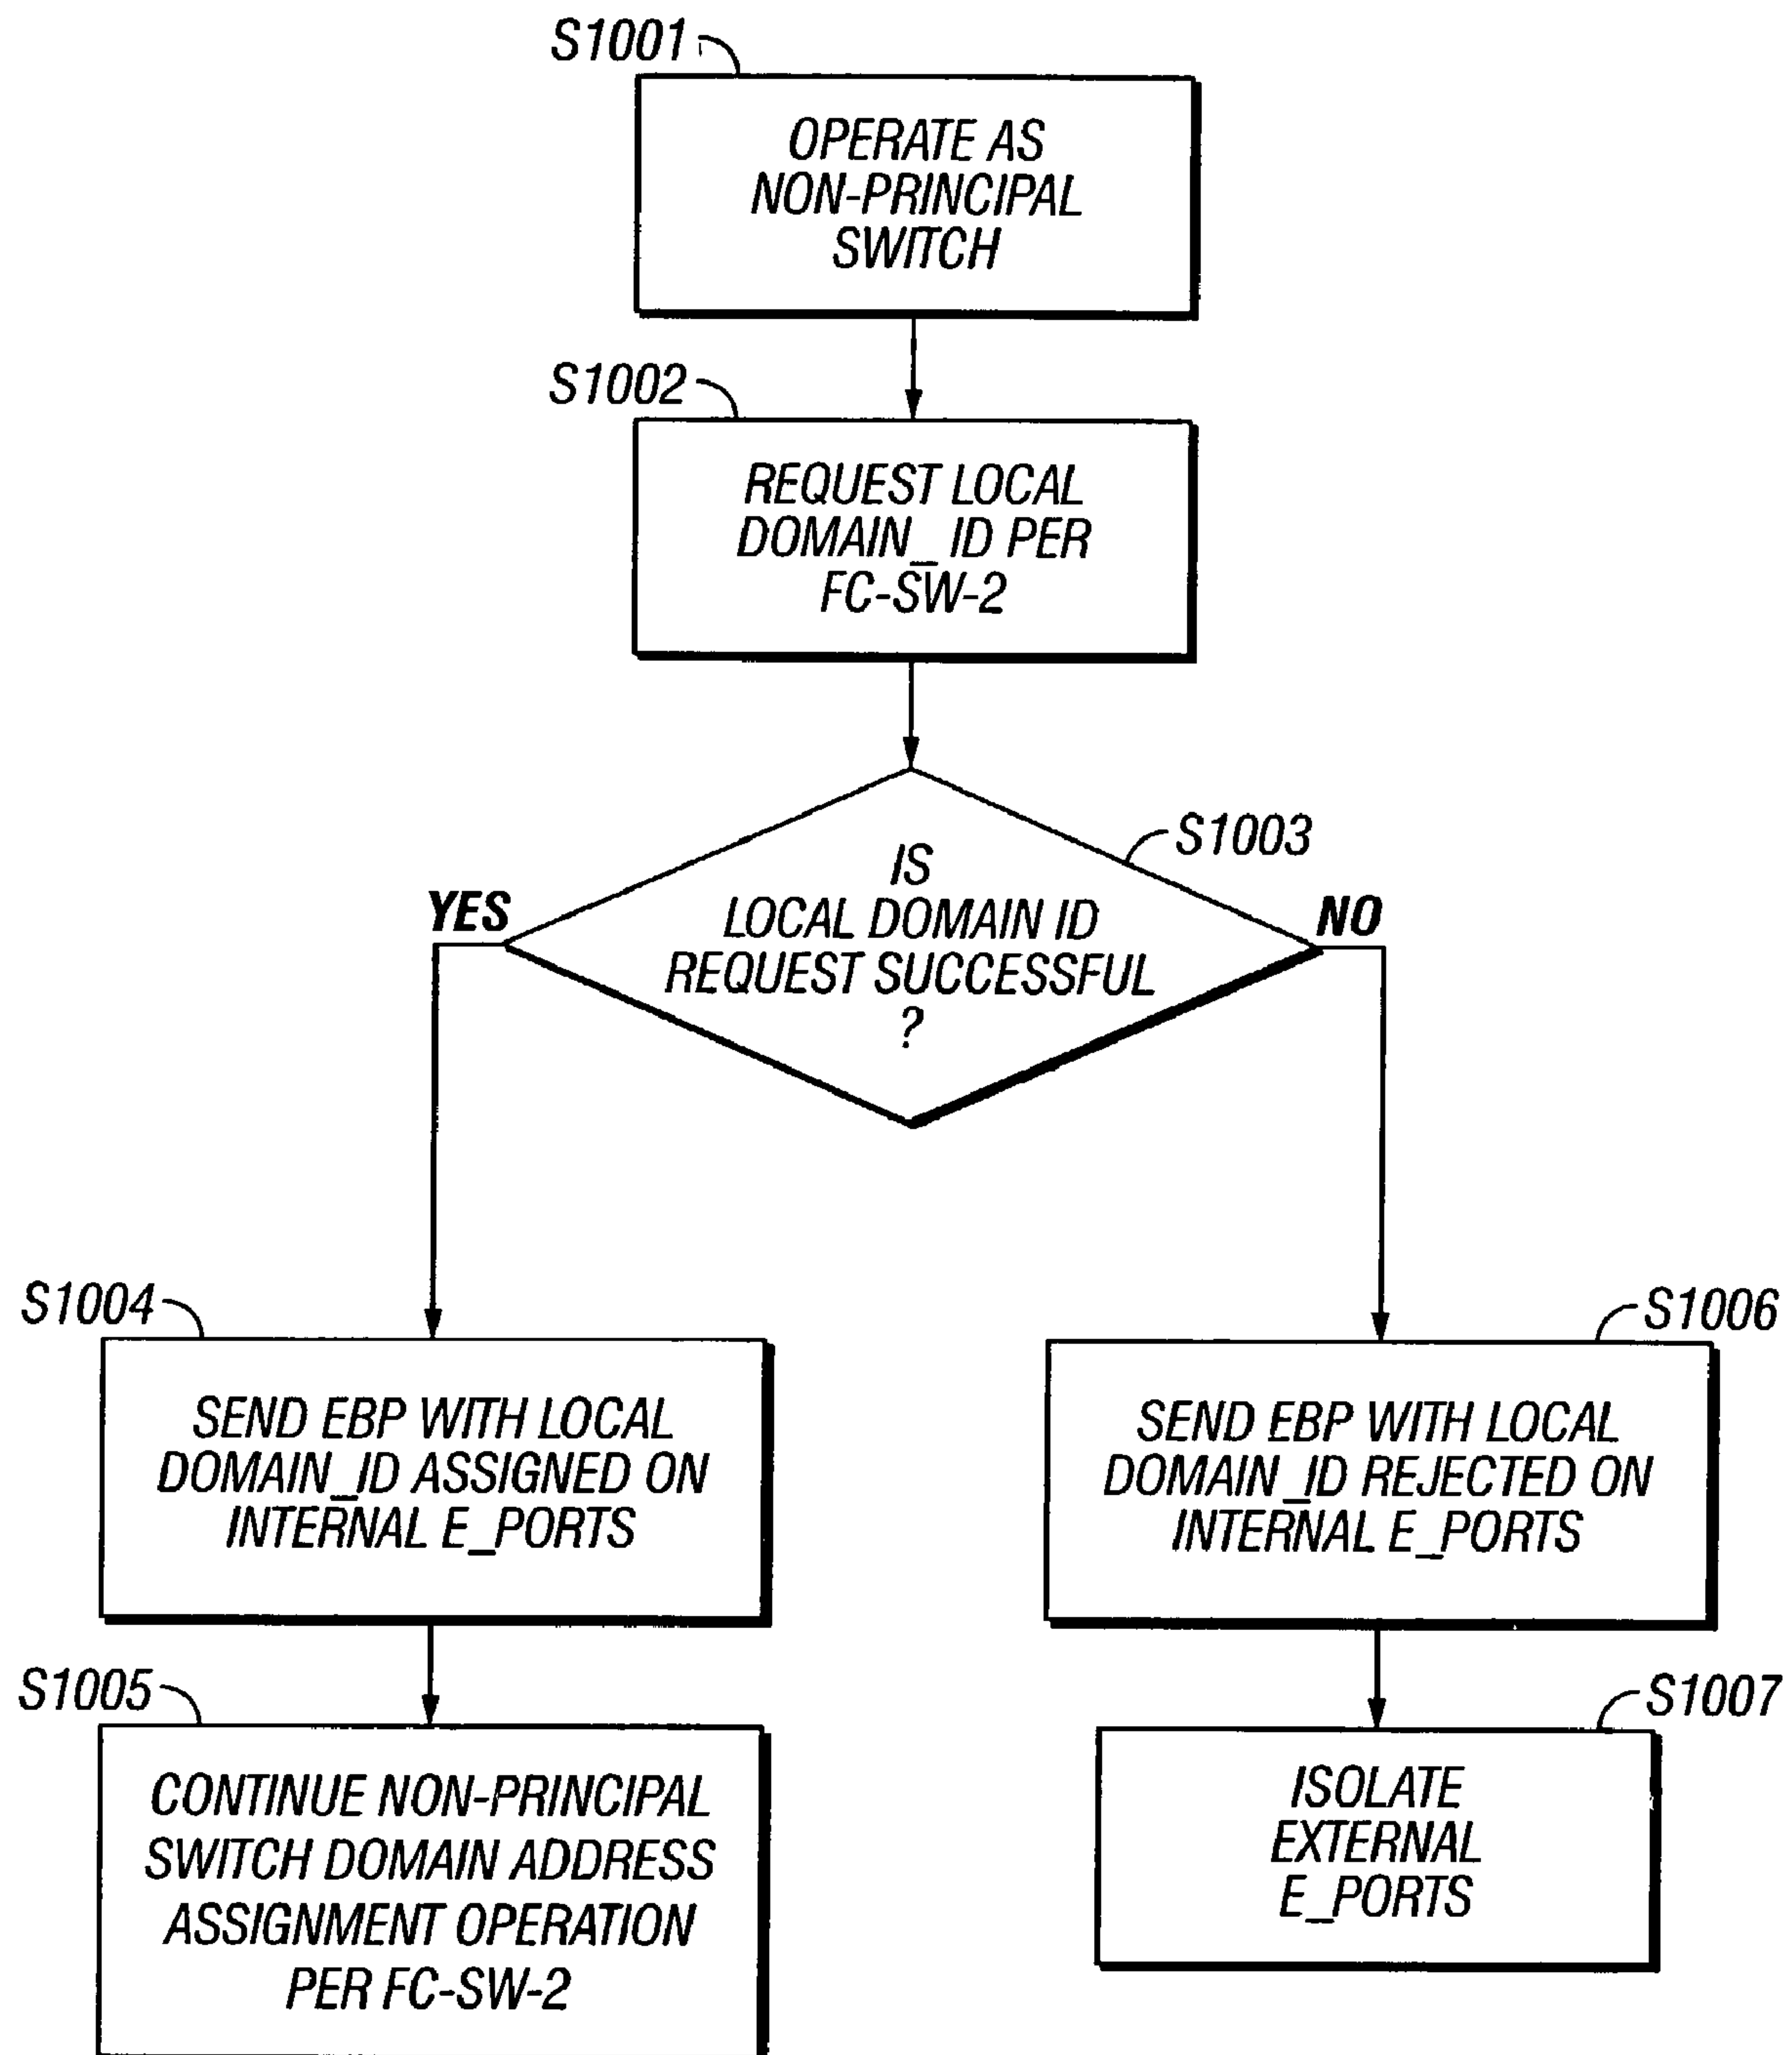 S1001
OPERATE AS
NON-PRINCIPAL
SWITCH
S1002
REQUEST LOCAL
DOMAIN_ ID PER
FC-SW-2
S1003
IS
LOCAL DOMAIN ID
REQUEST SUCCESSFUL
?
YES
NO
S1004
SEND EBP WITH LOCAL
DOMAIN_ID ASSIGNED ON
INTERNAL E_PORTS
S1005
CONTINUE NON-PRINCIPAL
SWITCH DOMAIN ADDRESS
ASSIGNMENT OPERATION
PER FC-SW-2
S1006
SEND EBP WITH LOCAL
DOMAIN_ID REJECTED ON
INTERNAL E_PORTS
S1007
ISOLATE
EXTERNAL
E_PORTS